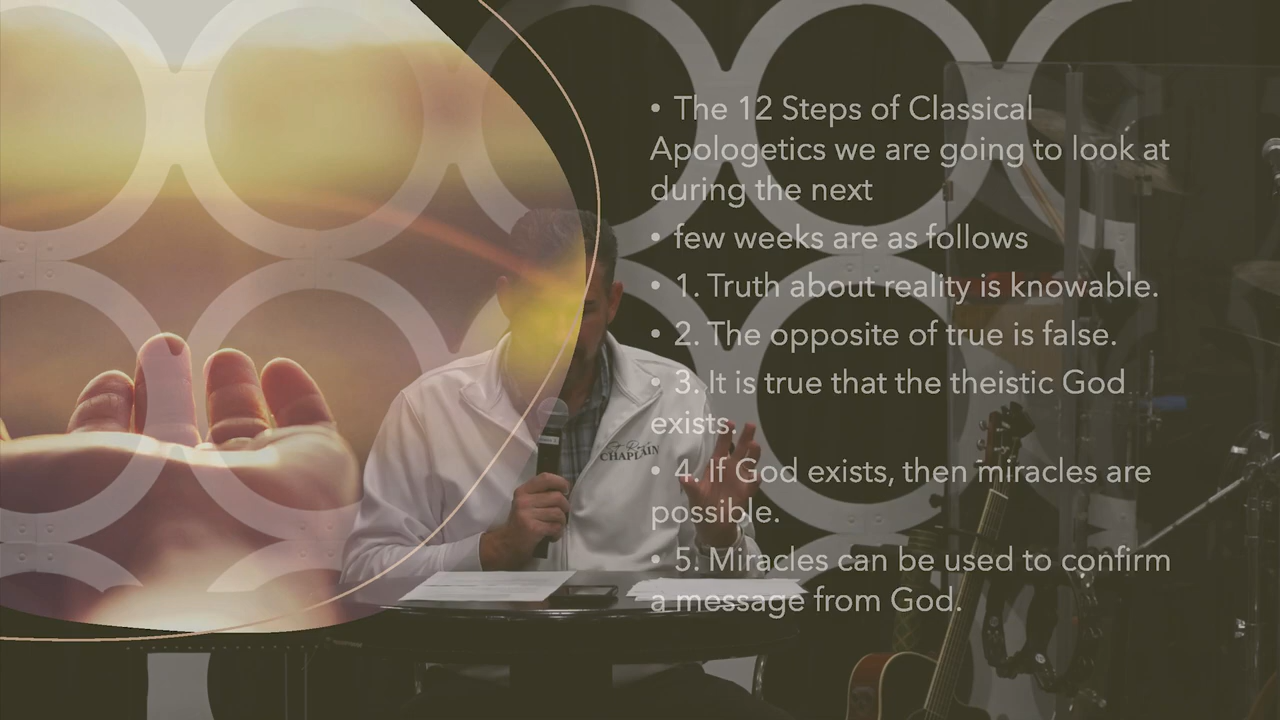 • The 12 Steps of Classical
Apologetics we are going to look at
during the next
• few weeks are as follows
• 1. Truth about reality is knowable.
• 2. The opposite of true is false.
• 3. It is true that the theistic God
exists.
• 4. If God exists, then miracles are
possible.
• 5. Miracles can be used to confirm
a message from God.
CHAPLAIN